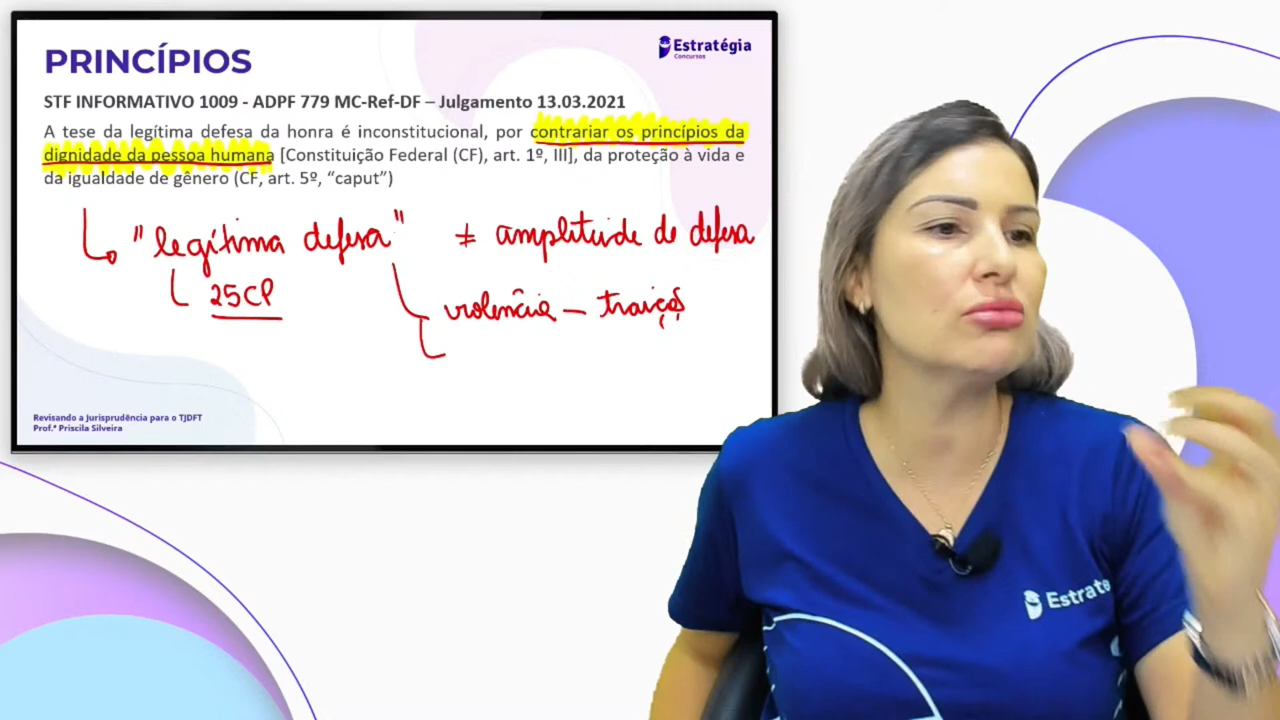 PRINCÍPIOS
Estratégia
Concursos
STF INFORMATIVO 1009 - ADPF 779 MC-Ref-DF – Julgamento 13.03.2021
A tese da legítima defesa da honra é inconstitucional, por contrariar os princípios da
dignidade da pessoa humana [Constituição Federal (CF), art. 1º, III], da proteção à vida e
da igualdade de gênero (CF, art. 5º, “caput”)
"legítima defesa" ≠ amplitude de defesa
25CP
violência – traição
Revisando a Jurisprudência para o TJDFT
Prof.ª Priscila Silveira
Estraté